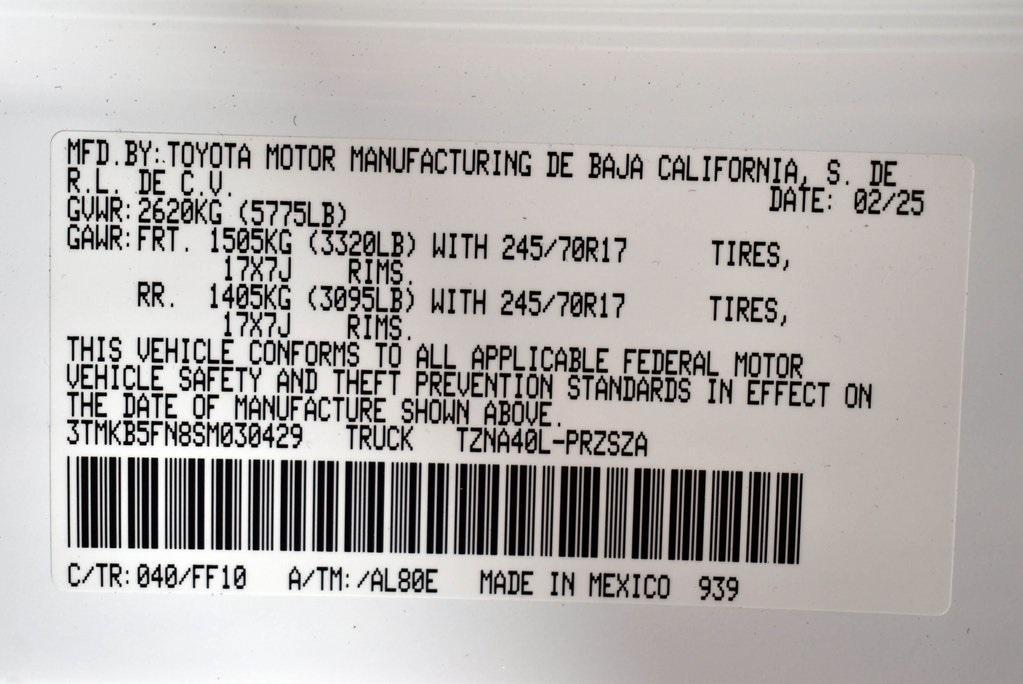 MFD.BY:TOYOTA MOTOR MANUFACTURING DE BAJA CALIFORNIA, S. DE
R.L. DE C.V. DATE: 02/25
GVWR:2620KG (5775LB)
GAWR:FRT. 1505KG (3320LB) WITH 245/70R17 TIRES,
17X7J RIMS.
RR. 1405KG (3095LB) WITH 245/70R17 TIRES,
17X7J RIMS.
THIS VEHICLE CONFORMS TO ALL APPLICABLE FEDERAL MOTOR
VEHICLE SAFETY AND THEFT PREVENTION STANDARDS IN EFFECT ON
THE DATE OF MANUFACTURE SHOWN ABOVE.
3TMKB5FN8SM030429 TRUCK TZNA40L-PRZSZA
C/TR:040/FF10 A/TM:/AL80E MADE IN MEXICO 939